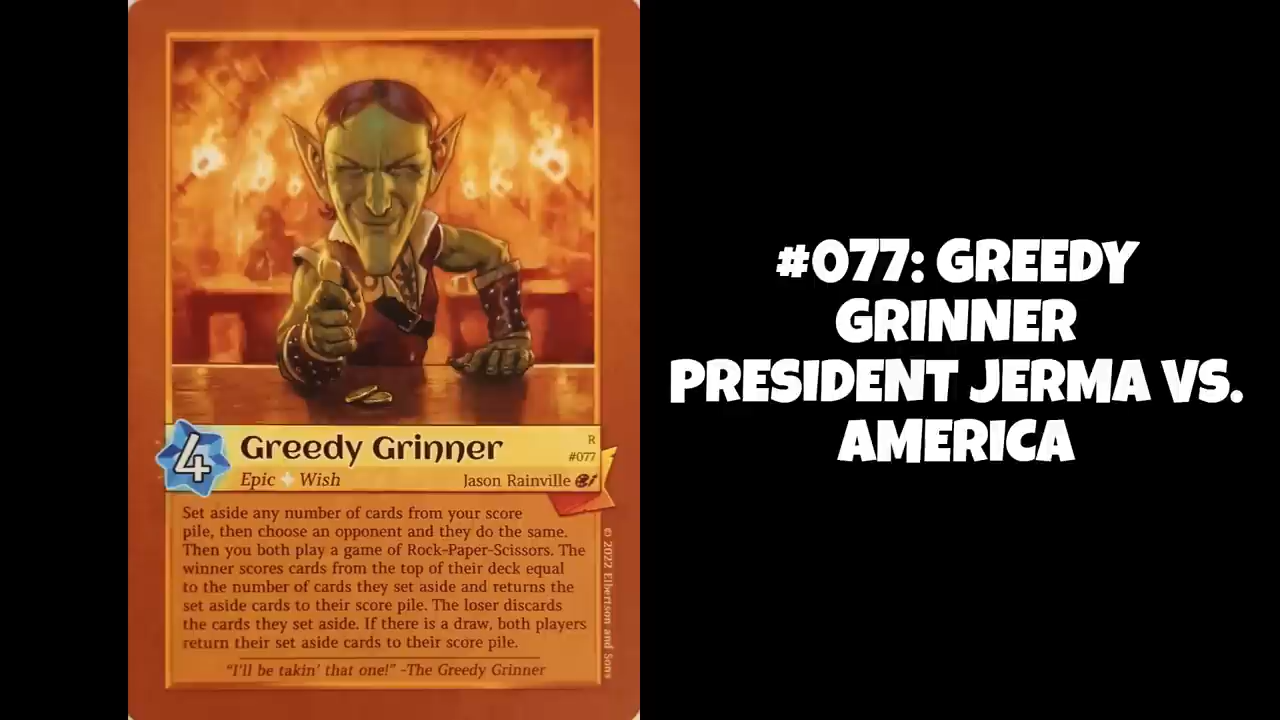 4
Greedy Grinner
R
#077
Epic Wish
Jason Rainville
Set aside any number of cards from your score
pile, then choose an opponent and they do the same.
Then you both play a game of Rock-Paper-Scissors. The
winner scores cards from the top of their deck equal
to the number of cards they set aside and returns the
set aside cards to their score pile. The loser discards
the cards they set aside. If there is a draw, both players
return their set aside cards to their score pile.
"I'll be takin' that one!" -The Greedy Grinner
© 2022 Elbertson and Sons
#077: GREEDY
GRINNER
PRESIDENT JERMA VS.
AMERICA